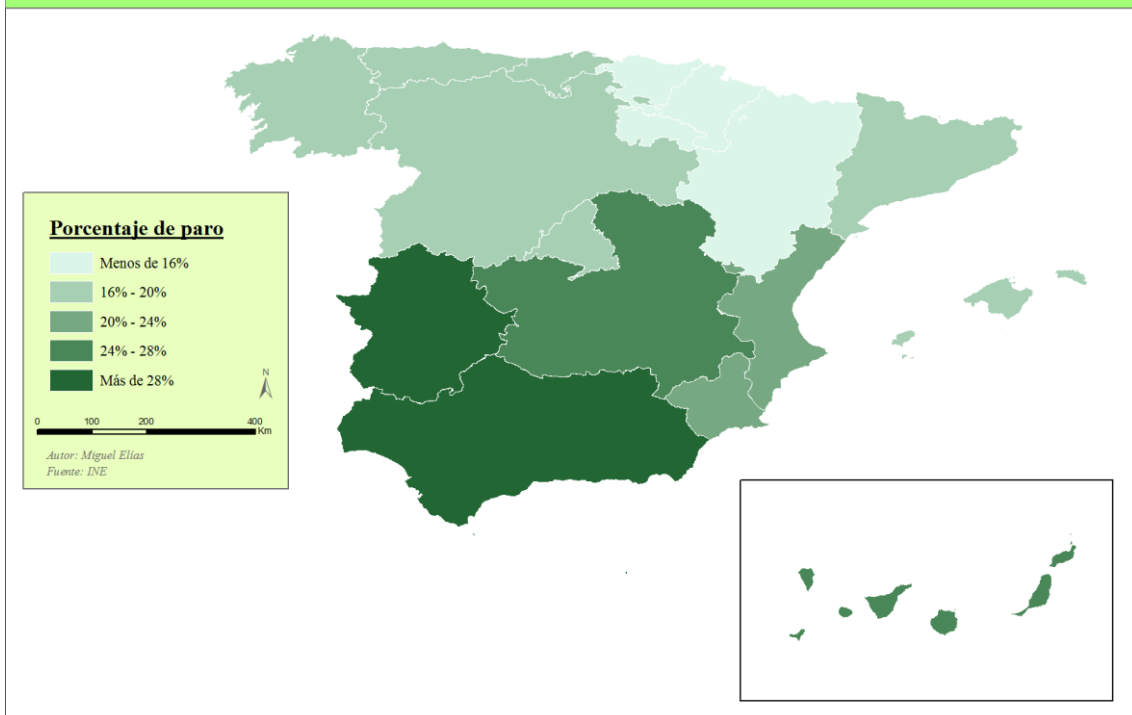 Porcentaje de paro
Menos de 16%
16% - 20%
20% - 24%
24% - 28%
Más de 28%
N
0 100 200 400
Km
Autor: Miguel Elías
Fuente: INE